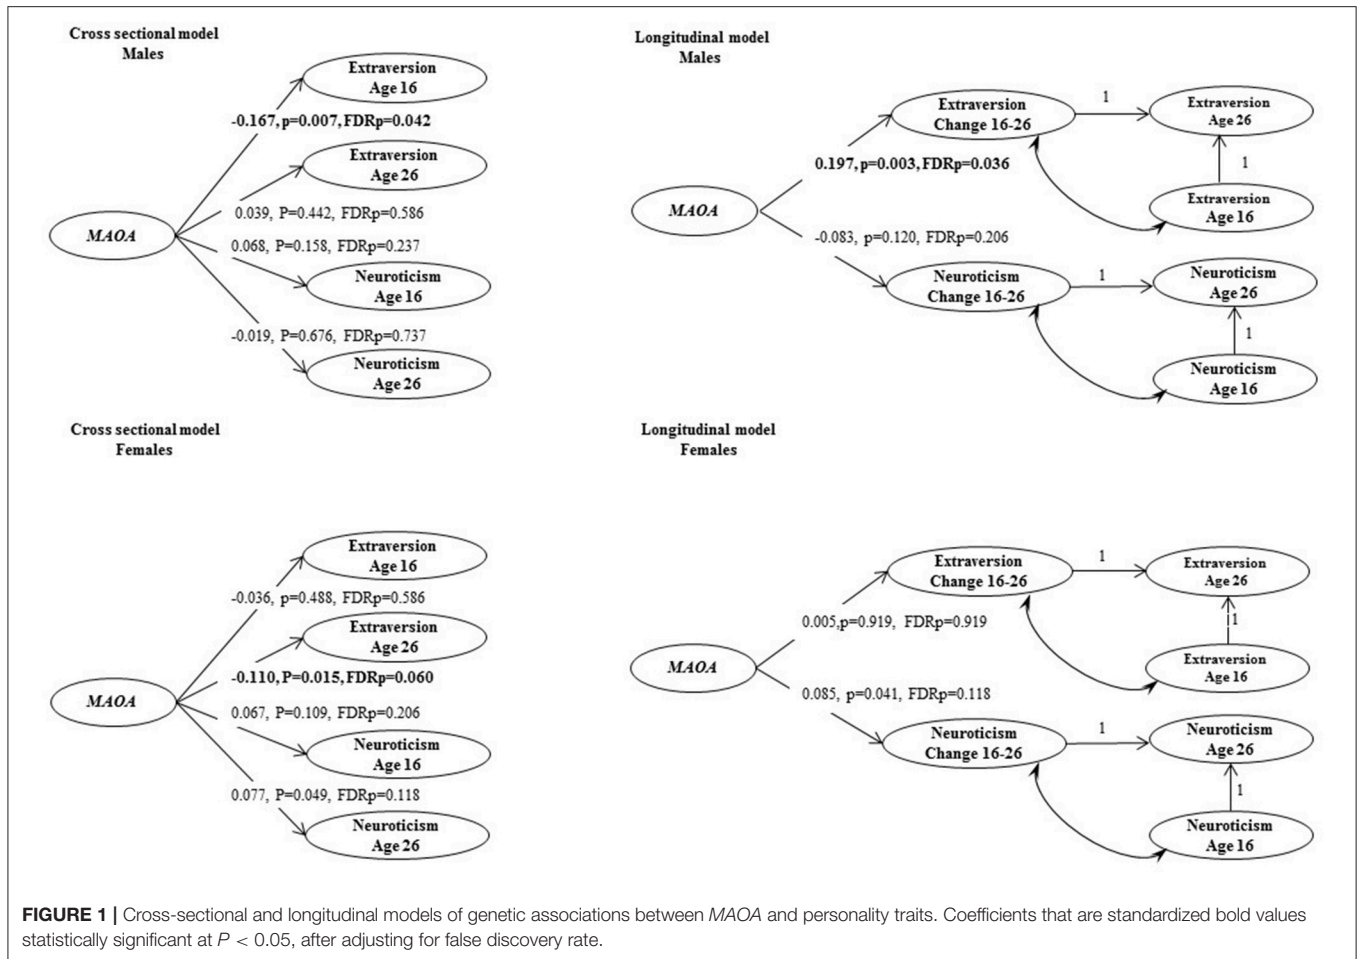 Cross sectional model
Males
Extraversion
Age 16
-0.167, p=0.007, FDRp=0.042
Extraversion
Age 26
0.039, P=0.442, FDRp=0.586
MAOA
0.068, P=0.158, FDRp=0.237
Neuroticism
Age 16
-0.019, P=0.676, FDRp=0.737
Neuroticism
Age 26
Longitudinal model
Males
Extraversion
Change 16-26
1
Extraversion
Age 26
0.197, p=0.003, FDRp=0.036
1
MAOA
Extraversion
Age 16
-0.083, p=0.120, FDRp=0.206
Neuroticism
Change 16-26
1
Neuroticism
Age 26
1
Neuroticism
Age 16
Cross sectional model
Females
Extraversion
Age 16
-0.036, p=0.488, FDRp=0.586
Extraversion
Age 26
-0.110, P=0.015, FDRp=0.060
MAOA
0.067, P=0.109, FDRp=0.206
Neuroticism
Age 16
0.077, P=0.049, FDRp=0.118
Neuroticism
Age 26
Longitudinal model
Females
Extraversion
Change 16-26
1
Extraversion
Age 26
0.005,p=0.919, FDRp=0.919
1
MAOA
Extraversion
Age 16
0.085, p=0.041, FDRp=0.118
Neuroticism
Change 16-26
1
Neuroticism
Age 26
1
Neuroticism
Age 16
FIGURE 1 | Cross-sectional and longitudinal models of genetic associations between MAOA and personality traits. Coefficients that are standardized bold values
statistically significant at P < 0.05, after adjusting for false discovery rate.